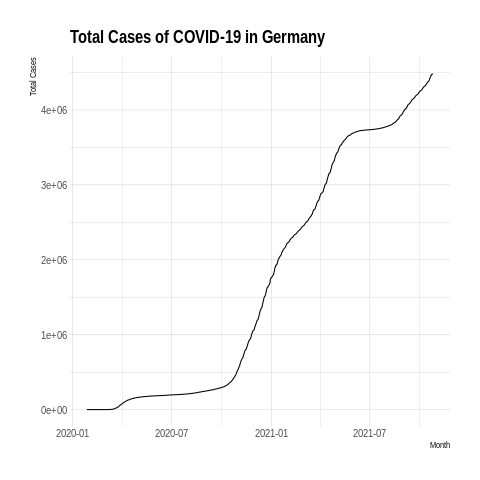 Total Cases of COVID-19 in Germany
Total Cases
4e+06
3e+06
2e+06
1e+06
0e+00
2020-01 2020-07 2021-01 2021-07
Month